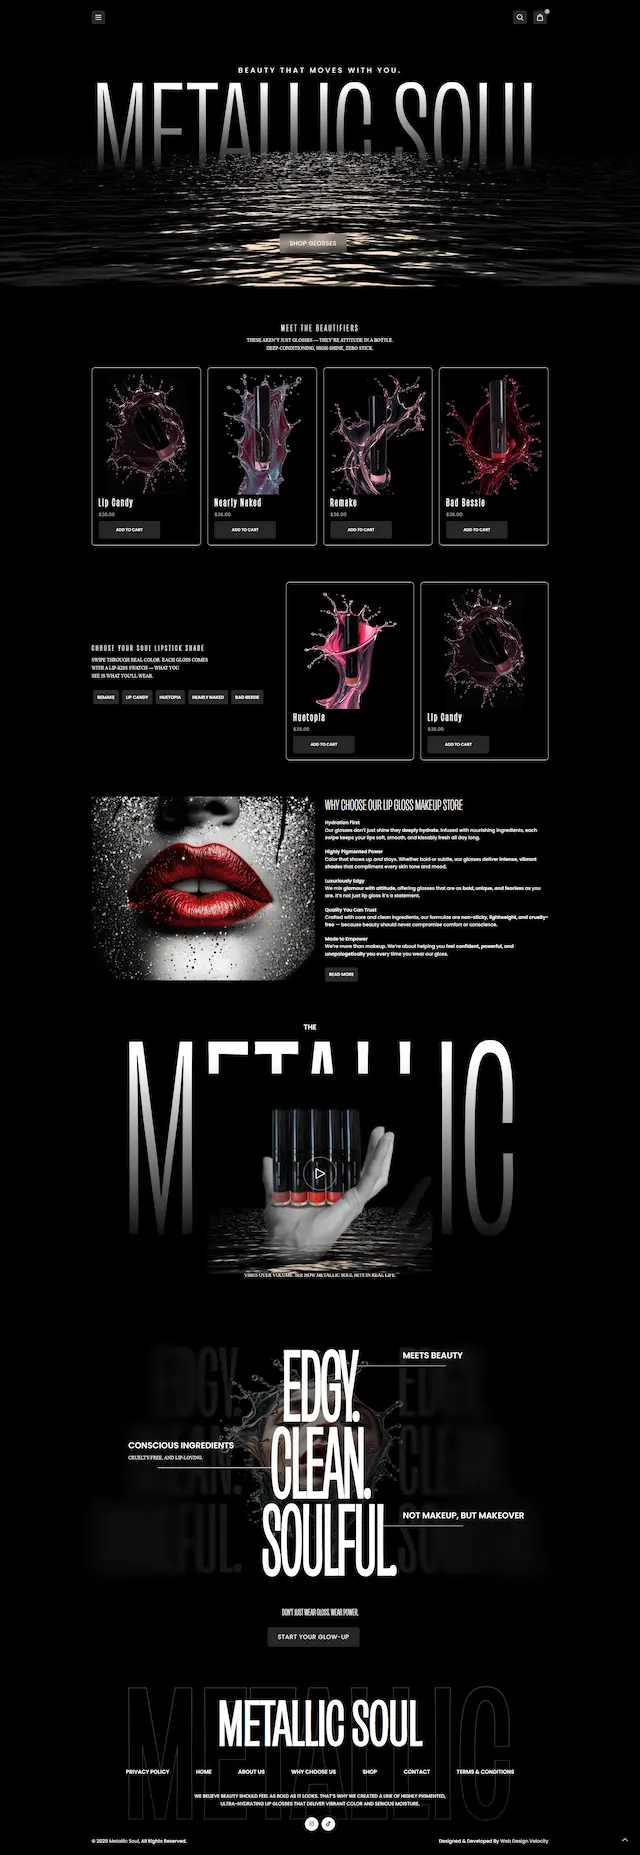 0
BEAUTY THAT MOVES WITH YOU.
METALLIC SOUL
SHOP GLOSSES
MEET THE BEAUTIFIERS
THESE AREN'T JUST GLOSSES — THEY'RE ATTITUDE IN A BOTTLE.
DEEP-CONDITIONING, HIGH-SHINE, ZERO STICK.
Lip Candy
$36.00
ADD TO CART
Nearly Naked
$36.00
ADD TO CART
Remake
$36.00
ADD TO CART
Bad Bessie
$36.00
ADD TO CART
CHOOSE YOUR SOUL LIPSTICK SHADE
SWIPE THROUGH REAL COLOR. EACH GLOSS COMES
WITH A LIP-KISS SWATCH — WHAT YOU
SEE IS WHAT YOU'LL WEAR.
REMAKE
LIP CANDY
HUETOPIA
NEARLY NAKED
BAD BESSIE
Huetopia
$36.00
ADD TO CART
Lip Candy
$36.00
ADD TO CART
WHY CHOOSE OUR LIP GLOSS MAKEUP STORE
Hydration First
Our glosses don't just shine they deeply hydrate. Infused with nourishing ingredients, each
swipe keeps your lips soft, smooth, and kissably fresh all day long.
Highly Pigmented Power
Color that shows up and stays. Whether bold or subtle, our glosses deliver intense, vibrant
shades that compliment every skin tone and mood.
Luxuriously Edgy
We mix glamour with attitude, offering glosses that are as bold, unique, and fearless as you
are. It's not just lip gloss it's a statement.
Quality You Can Trust
Crafted with care and clean ingredients, our formulas are non-sticky, lightweight, and cruelty-
free — because beauty should never compromise comfort or conscience.
Made to Empower
We're more than makeup. We're about helping you feel confident, powerful, and
unapologetically you every time you wear our gloss.
READ MORE
THE
METALLIC
VIBES OVER VOLUME. SEE HOW METALLIC SOUL HITS IN REAL LIFE.
EDGY.
MEETS BEAUTY
CLEAN.
CONSCIOUS INGREDIENTS
CRUELTY-FREE, AND LIP-LOVING.
SOULFUL.
NOT MAKEUP, BUT MAKEOVER
DON'T JUST WEAR GLOSS. WEAR POWER.
START YOUR GLOW-UP
METALLIC
METALLIC SOUL
PRIVACY POLICY
HOME
ABOUT US
WHY CHOOSE US
SHOP
CONTACT
TERMS & CONDITIONS
WE BELIEVE BEAUTY SHOULD FEEL AS BOLD AS IT LOOKS. THAT'S WHY WE CREATED A LINE OF HIGHLY PIGMENTED,
ULTRA-HYDRATING LIP GLOSSES THAT DELIVER VIBRANT COLOR AND SERIOUS MOISTURE.
© 2025 Metallic Soul, All Rights Reserved.
Designed & Developed By Web Design Velocity